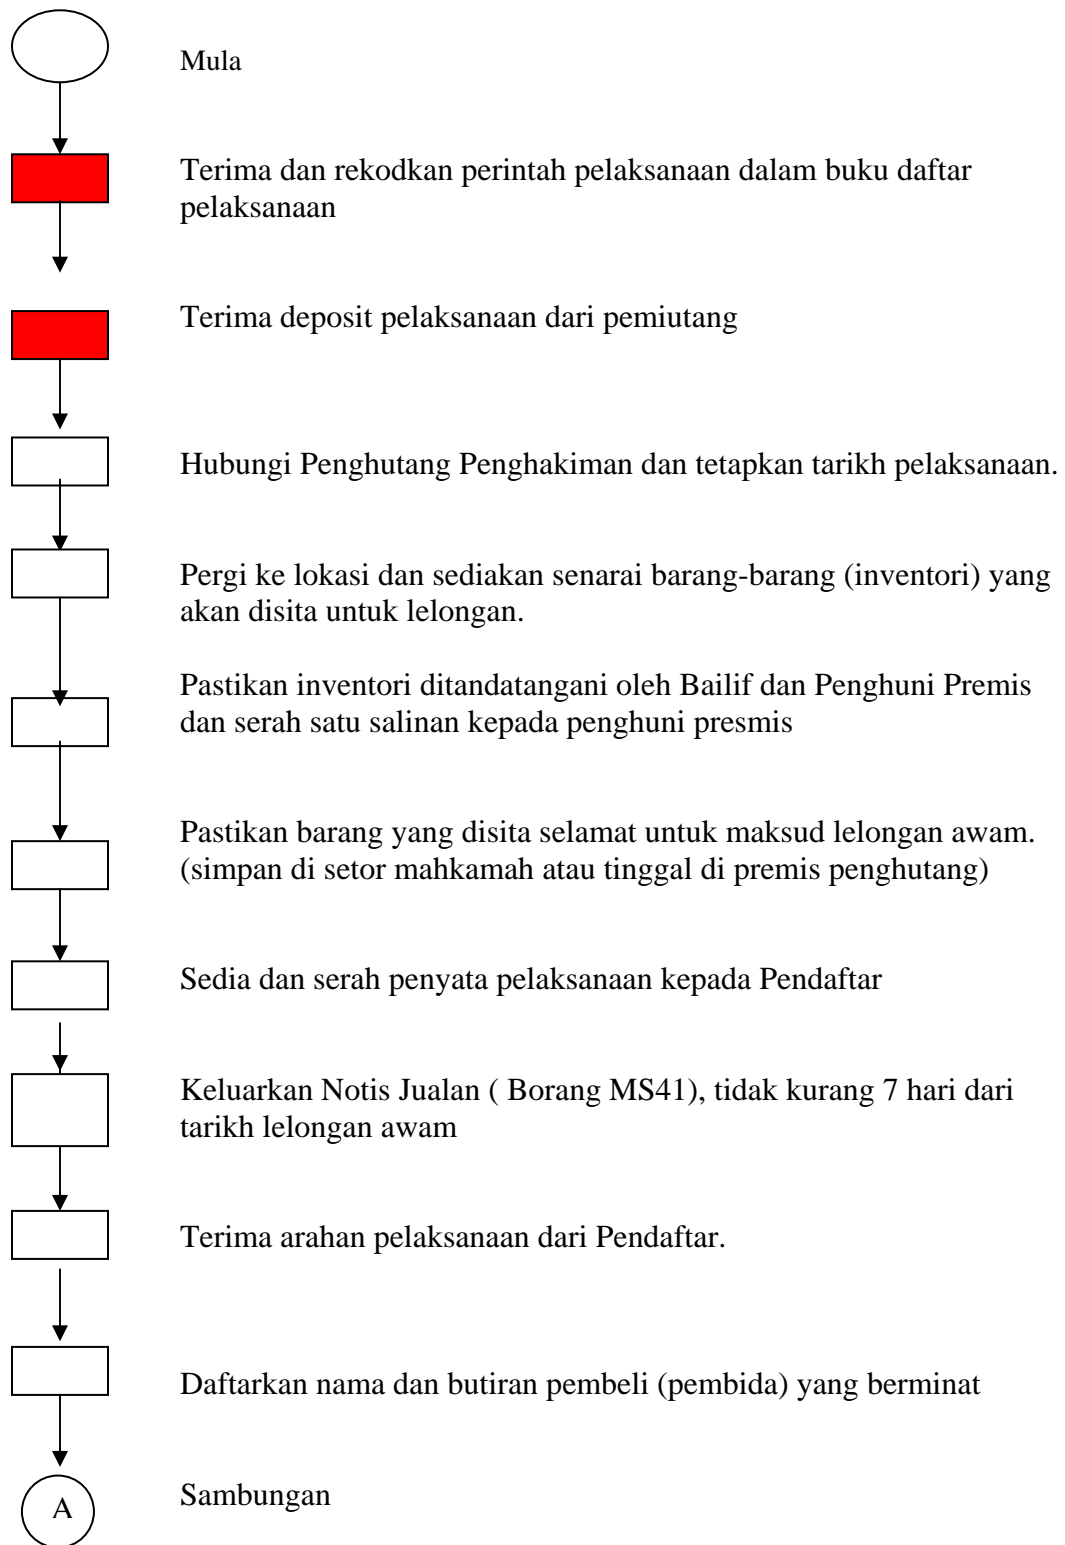 Mula
Terima dan rekodkan perintah pelaksanaan dalam buku daftar
pelaksanaan
Terima deposit pelaksanaan dari pemiutang
Hubungi Penghutang Penghakiman dan tetapkan tarikh pelaksanaan.
Pergi ke lokasi dan sediakan senarai barang-barang (inventori) yang
akan disita untuk lelongan.
Pastikan inventori ditandatangani oleh Bailif dan Penghuni Premis
dan serah satu salinan kepada penghuni presmis
Pastikan barang yang disita selamat untuk maksud lelongan awam.
(simpan di setor mahkamah atau tinggal di premis penghutang)
Sedia dan serah penyata pelaksanaan kepada Pendaftar
Keluarkan Notis Jualan ( Borang MS41), tidak kurang 7 hari dari
tarikh lelongan awam
Terima arahan pelaksanaan dari Pendaftar.
Daftarkan nama dan butiran pembeli (pembida) yang berminat
A
Sambungan